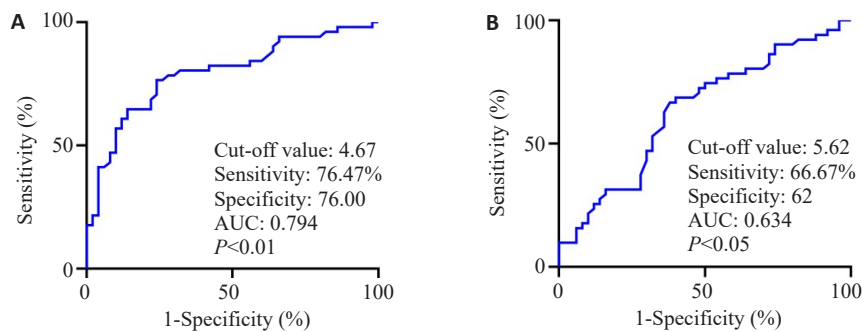 A
100
50
0
0
50
100
Sensitivity (%)
1-Specificity (%)
Cut-off value: 4.67
Sensitivity: 76.47%
Specificity: 76.00
AUC: 0.794
P<0.01
B
100
50
0
0
50
100
Sensitivity (%)
1-Specificity (%)
Cut-off value: 5.62
Sensitivity: 66.67%
Specificity: 62
AUC: 0.634
P<0.05